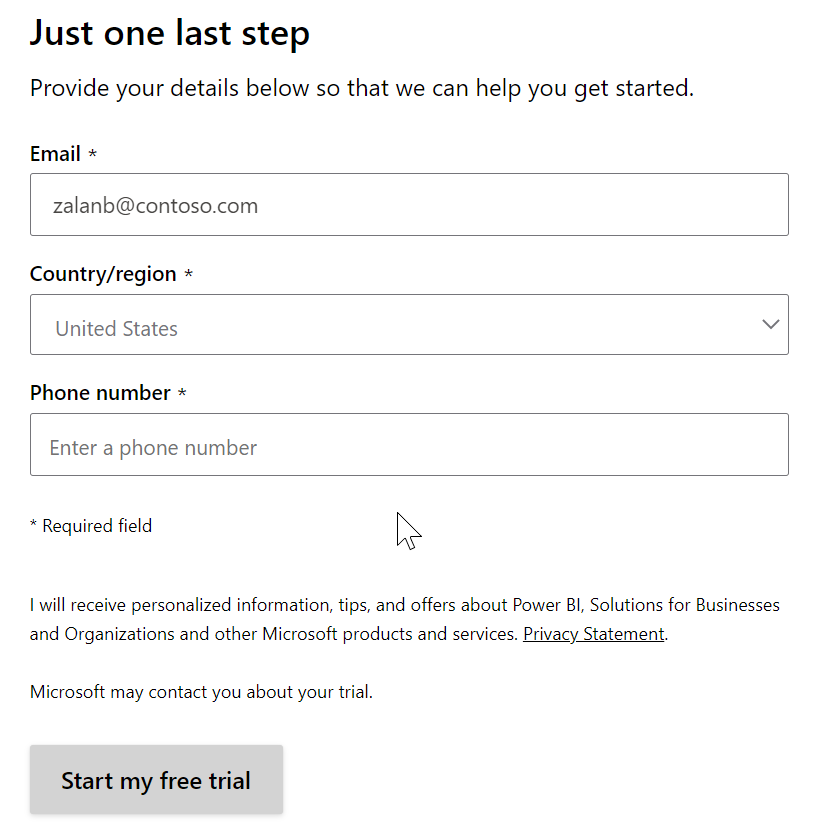 Just one last step
Provide your details below so that we can help you get started.
Email *
zalanb@contoso.com
Country/region *
United States
Phone number *
Enter a phone number
* Required field
I will receive personalized information, tips, and offers about Power BI, Solutions for Businesses
and Organizations and other Microsoft products and services. Privacy Statement.
Microsoft may contact you about your trial.
Start my free trial